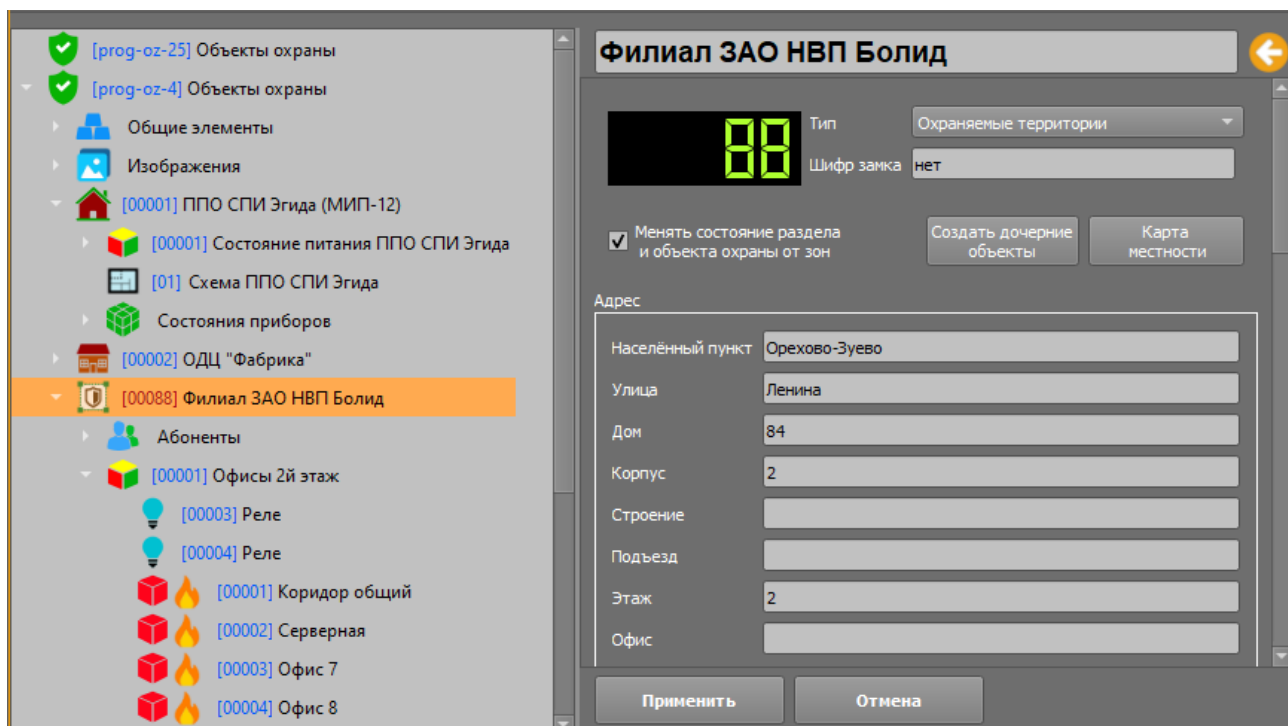 [prog-oz-25] Объекты охраны
[prog-oz-4] Объекты охраны
Общие элементы
Изображения
[00001] ППО СПИ Эгида (МИП-12)
[00001] Состояние питания ППО СПИ Эгида
[01] Схема ППО СПИ Эгида
Состояния приборов
[00002] ОДЦ "Фабрика"
[00088] Филиал ЗАО НВП Болид
Абоненты
[00001] Офисы 2й этаж
[00003] Реле
[00004] Реле
[00001] Коридор общий
[00002] Серверная
[00003] Офис 7
[00004] Офис 8
Филиал ЗАО НВП Болид
88
Тип Охраняемые территории
Шифр замка нет
Менять состояние раздела
и объекта охраны от зон
Создать дочерние
объекты
Карта
местности
Адрес
Населённый пункт Орехово-Зуево
Улица Ленина
Дом 84
Корпус 2
Строение
Подъезд
Этаж 2
Офис
Применить Отмена